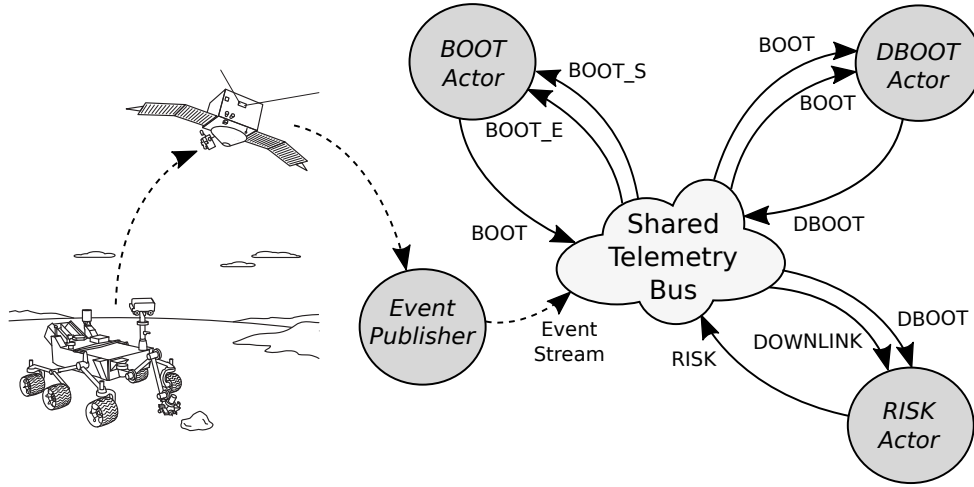 BOOT
Actor
BOOT_S
BOOT_E
BOOT
BOOT
BOOT
DBOOT
Actor
DBOOT
Shared
Telemetry
Bus
Event
Publisher
Event
Stream
DBOOT
DOWNLINK
RISK
RISK
Actor